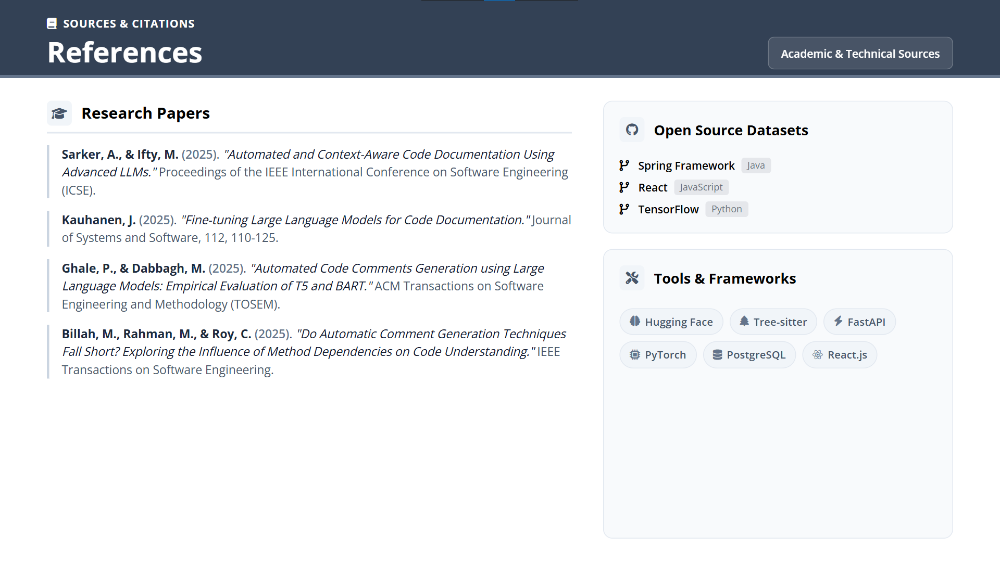 SOURCES & CITATIONS
References
Academic & Technical Sources
Research Papers
Sarker, A., & Ifty, M. (2025). "Automated and Context-Aware Code Documentation Using
Advanced LLMs." Proceedings of the IEEE International Conference on Software Engineering
(ICSE).
Kauhanen, J. (2025). "Fine-tuning Large Language Models for Code Documentation." Journal
of Systems and Software, 112, 110-125.
Ghale, P., & Dabbagh, M. (2025). "Automated Code Comments Generation using Large
Language Models: Empirical Evaluation of T5 and BART." ACM Transactions on Software
Engineering and Methodology (TOSEM).
Billah, M., Rahman, M., & Roy, C. (2025). "Do Automatic Comment Generation Techniques
Fall Short? Exploring the Influence of Method Dependencies on Code Understanding." IEEE
Transactions on Software Engineering.
Open Source Datasets
Spring Framework Java
React JavaScript
TensorFlow Python
Tools & Frameworks
Hugging Face Tree-sitter FastAPI
PyTorch PostgreSQL React.js